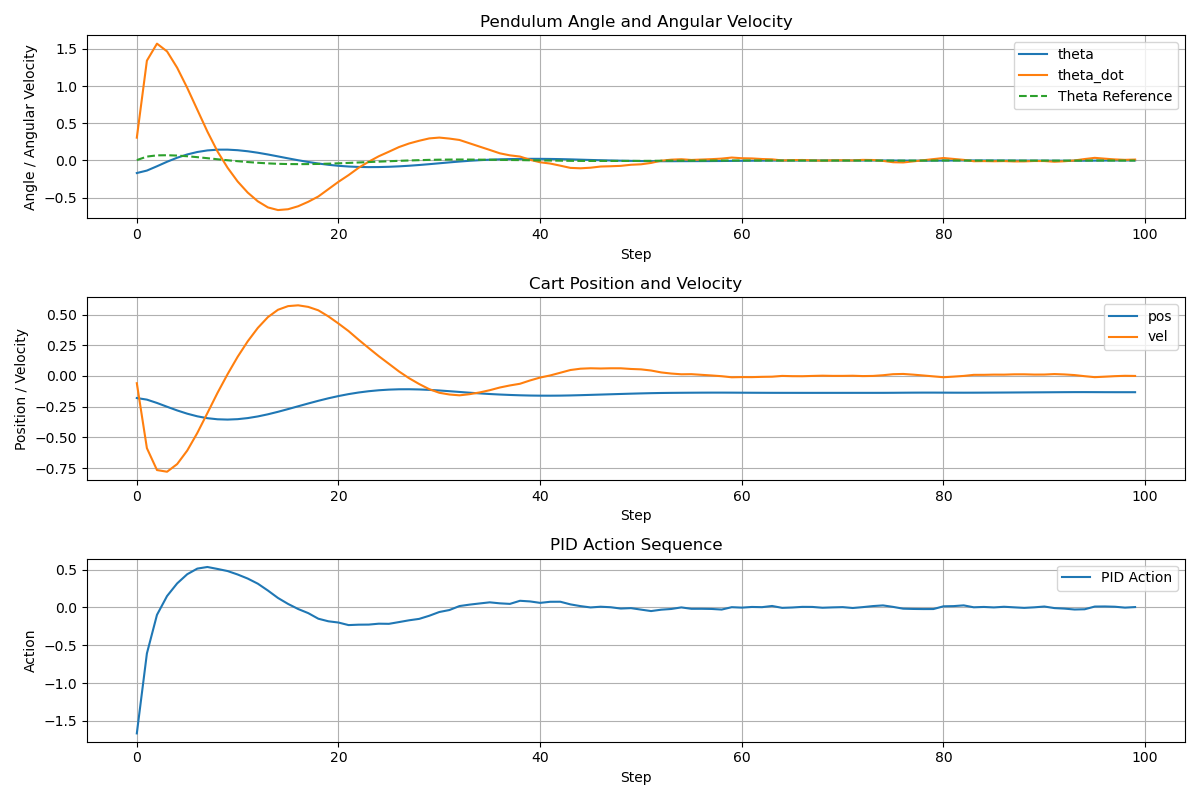 Pendulum Angle and Angular Velocity
Angle / Angular Velocity
1.5
1.0
0.5
0.0
−0.5
theta
theta_dot
Theta Reference
0 20 40 60 80 100
Step
Cart Position and Velocity
Position / Velocity
0.50
0.25
0.00
−0.25
−0.50
−0.75
pos
vel
0 20 40 60 80 100
Step
PID Action Sequence
Action
0.5
0.0
−0.5
−1.0
−1.5
PID Action
0 20 40 60 80 100
Step